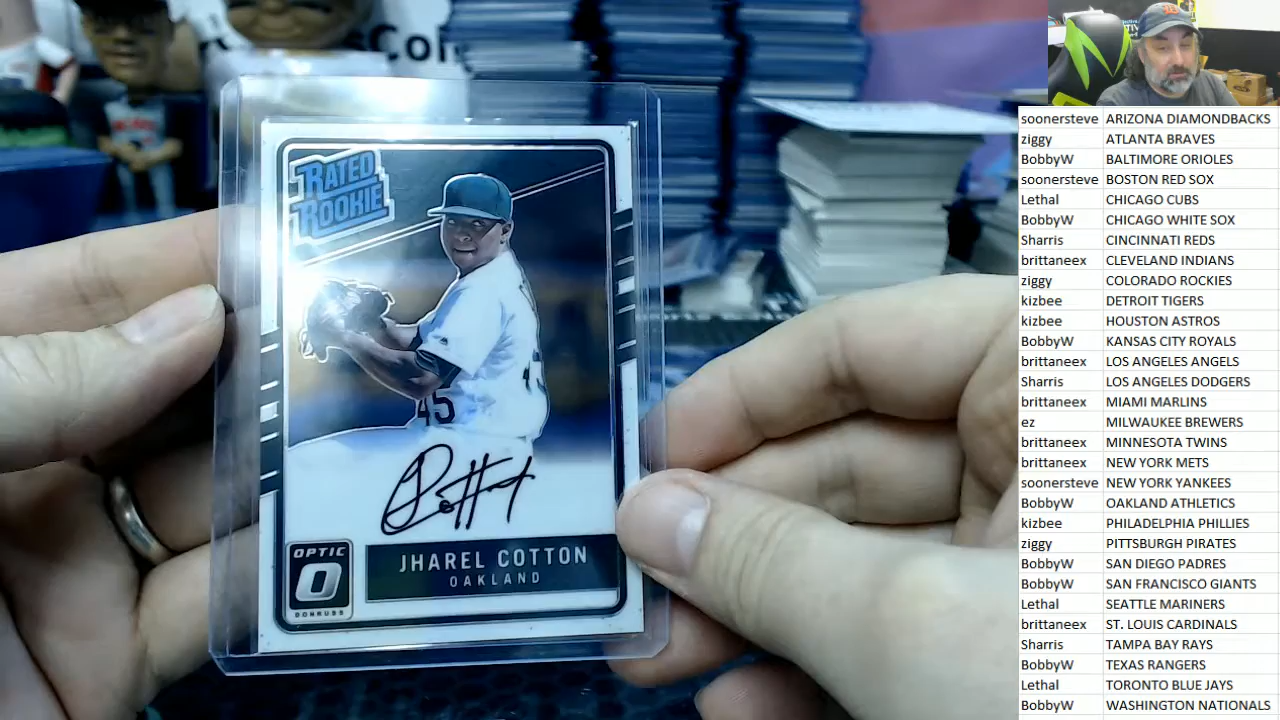 Col
RATED
ROOKIE
45
Cotton
OPTIC
O
DONRUSS
JHAREL COTTON
OAKLAND
soonersteve ARIZONA DIAMONDBACKS
ziggy ATLANTA BRAVES
BobbyW BALTIMORE ORIOLES
soonersteve BOSTON RED SOX
Lethal CHICAGO CUBS
BobbyW CHICAGO WHITE SOX
Sharris CINCINNATI REDS
brittaneex CLEVELAND INDIANS
ziggy COLORADO ROCKIES
kizbee DETROIT TIGERS
kizbee HOUSTON ASTROS
BobbyW KANSAS CITY ROYALS
brittaneex LOS ANGELES ANGELS
Sharris LOS ANGELES DODGERS
brittaneex MIAMI MARLINS
ez MILWAUKEE BREWERS
brittaneex MINNESOTA TWINS
brittaneex NEW YORK METS
soonersteve NEW YORK YANKEES
BobbyW OAKLAND ATHLETICS
kizbee PHILADELPHIA PHILLIES
ziggy PITTSBURGH PIRATES
BobbyW SAN DIEGO PADRES
BobbyW SAN FRANCISCO GIANTS
Lethal SEATTLE MARINERS
brittaneex ST. LOUIS CARDINALS
Sharris TAMPA BAY RAYS
BobbyW TEXAS RANGERS
Lethal TORONTO BLUE JAYS
BobbyW WASHINGTON NATIONALS